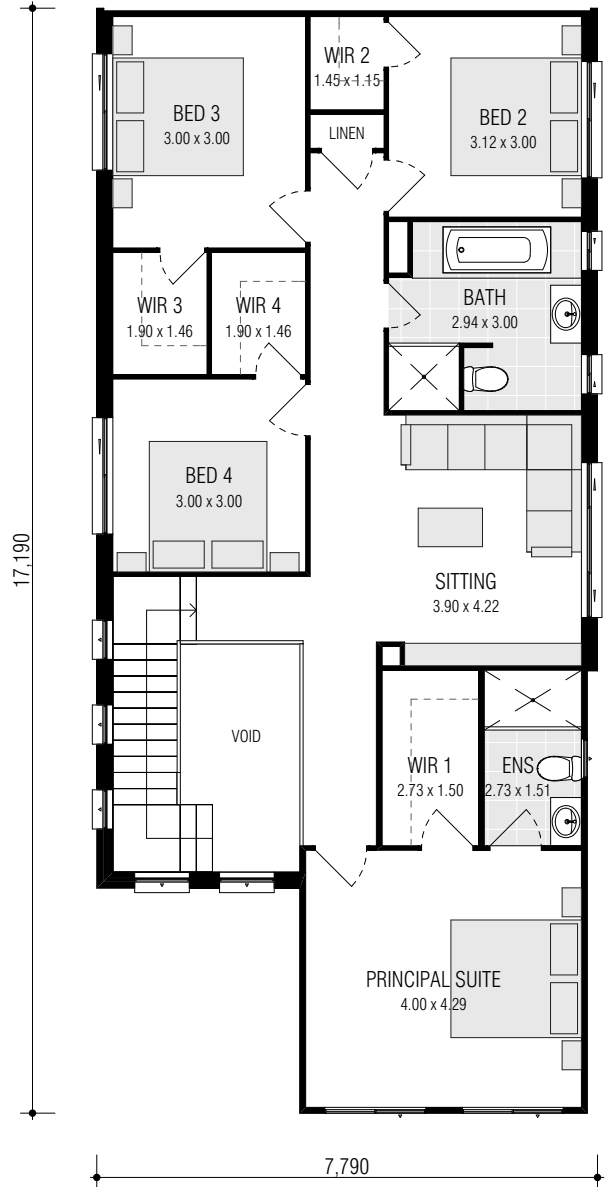 WIR 2
1.45 x 1.15
BED 3
3.00 x 3.00
BED 2
3.12 x 3.00
LINEN
WIR 3
1.90 x 1.46
WIR 4
1.90 x 1.46
BATH
2.94 x 3.00
BED 4
3.00 x 3.00
17,190
SITTING
3.90 x 4.22
VOID
WIR 1
2.73 x 1.50
ENS
2.73 x 1.51
PRINCIPAL SUITE
4.00 x 4.29
7,790